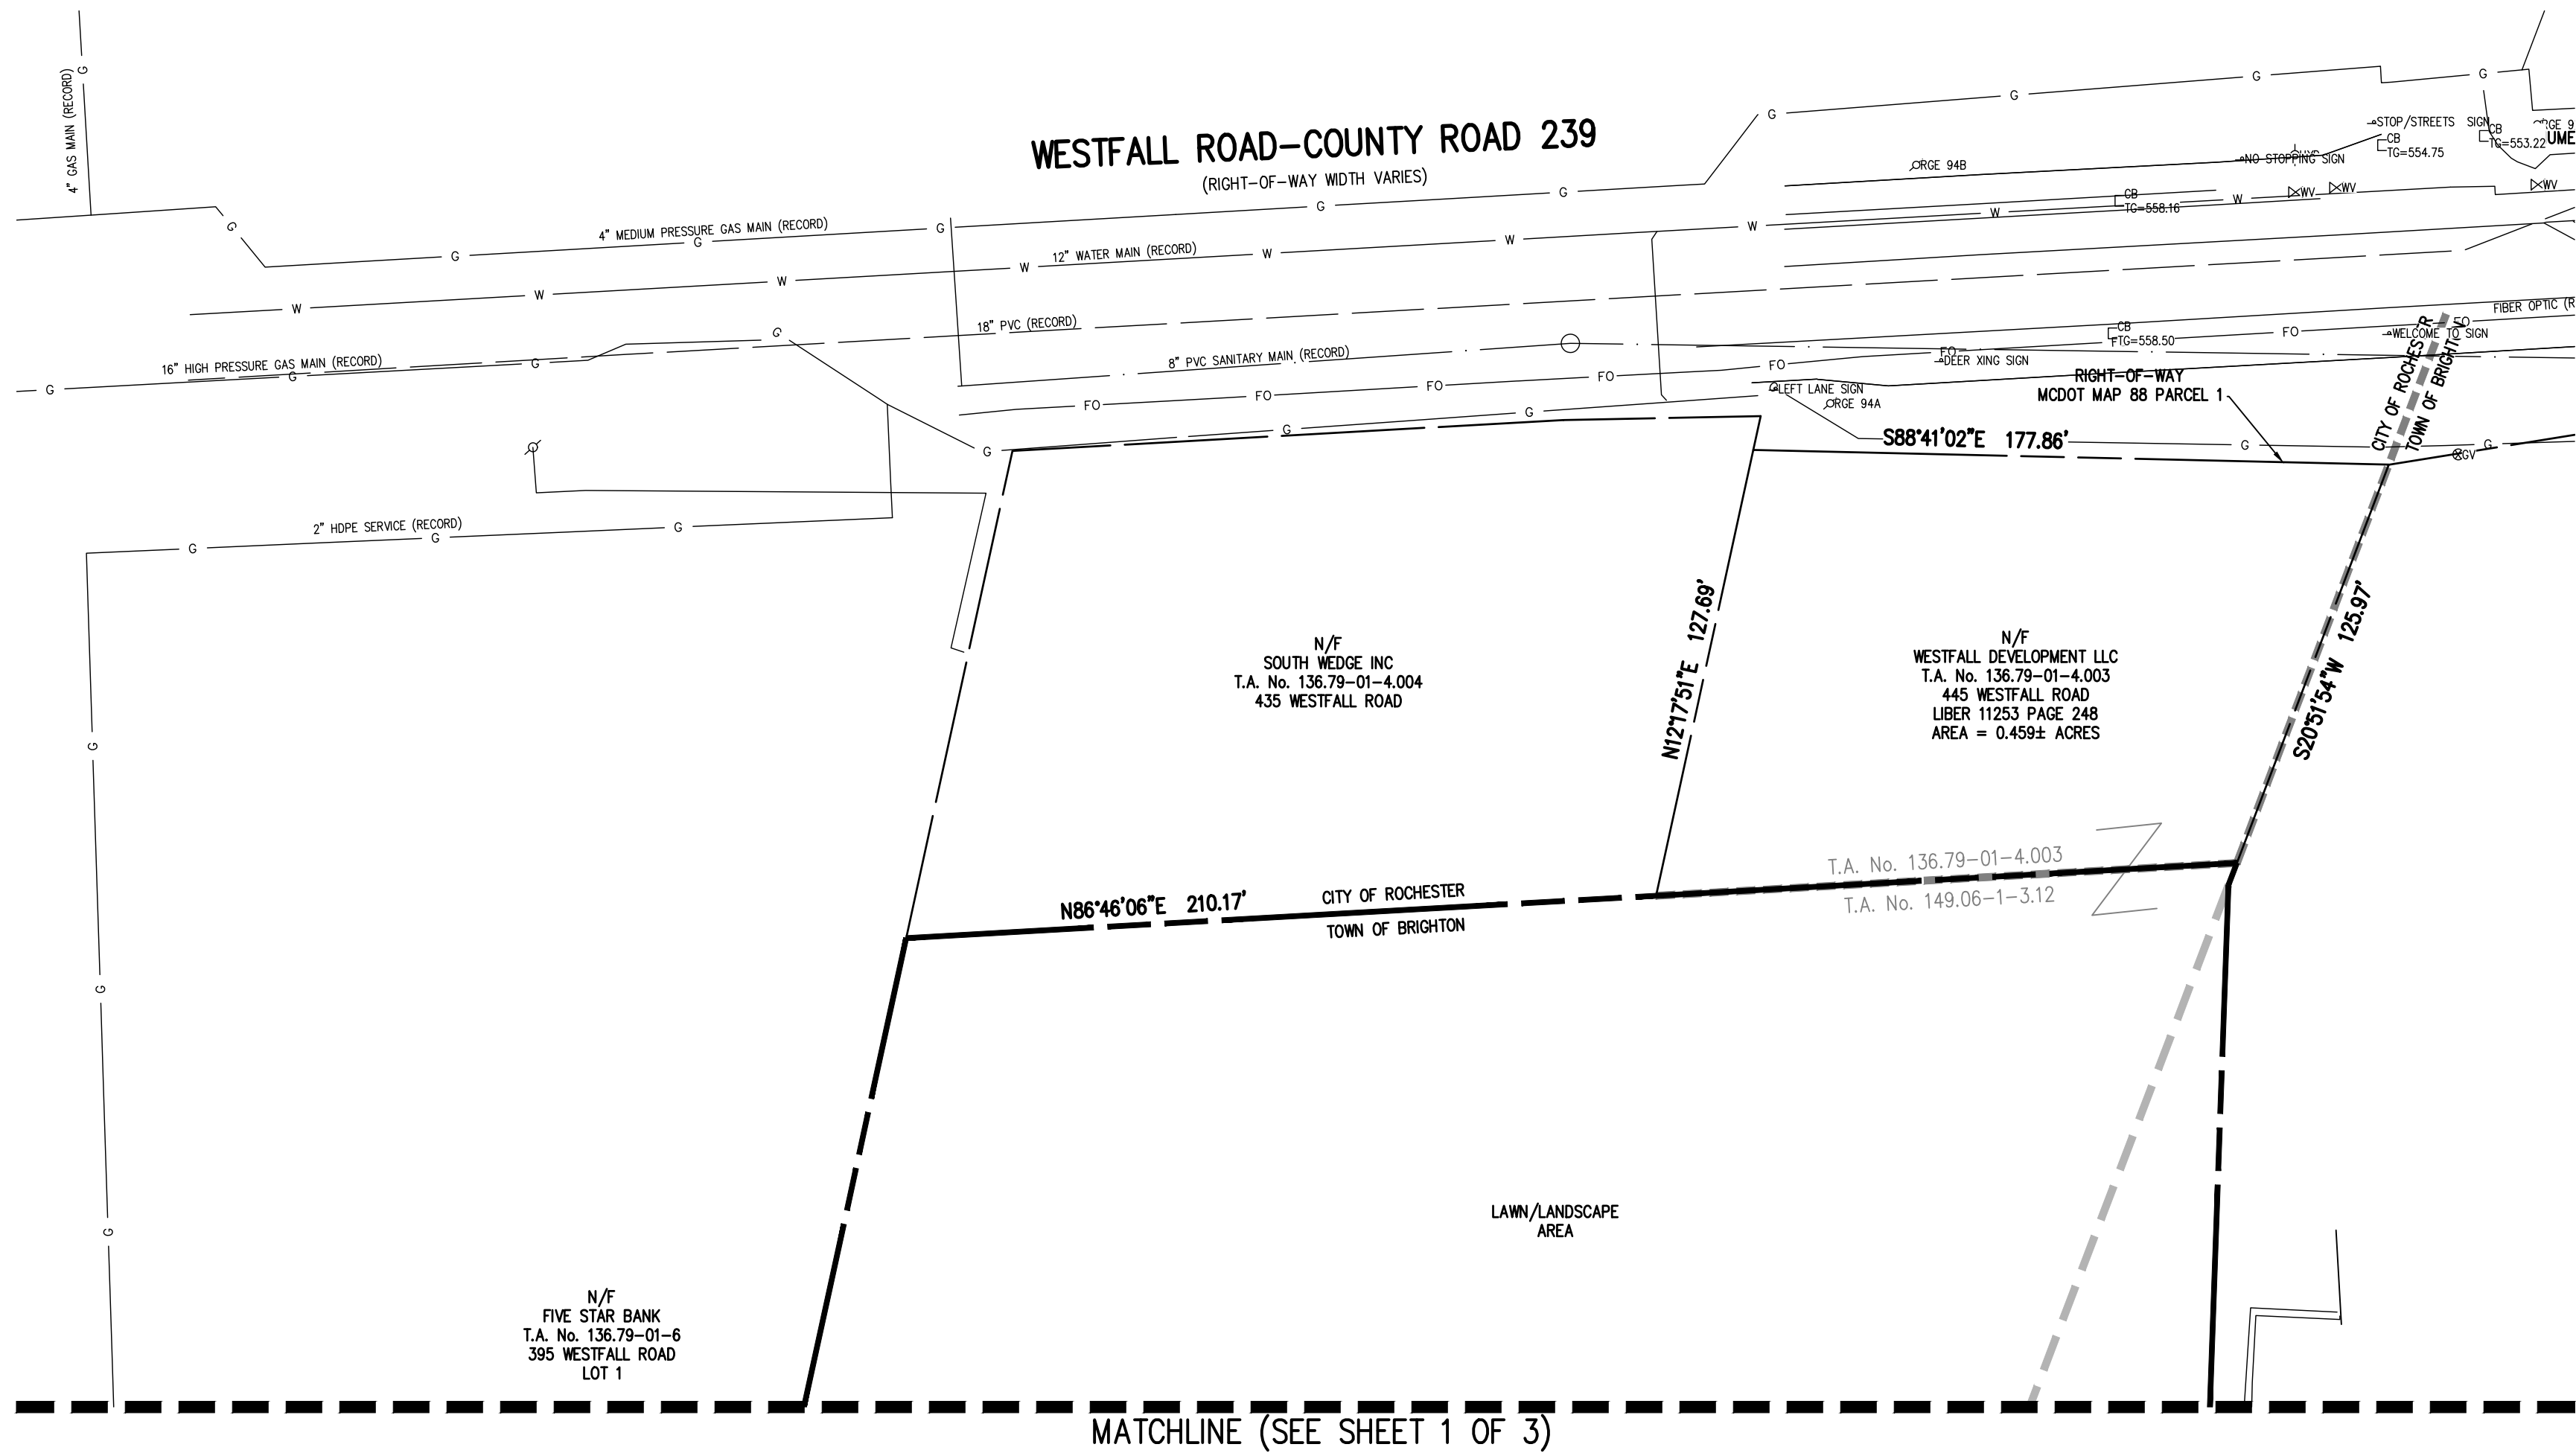 4" GAS MAIN (RECORD)
G
WESTFALL ROAD-COUNTY ROAD 239
(RIGHT-OF-WAY WIDTH VARIES)
G
G
G
G
STOP/STREETS SIGN
CB
TG=554.75
CB
TG=553.22
RGE 94B
NO STOPPING SIGN
G
G
4" MEDIUM PRESSURE GAS MAIN (RECORD)
G
G
G
G
CB
TG=558.16
WV
WV
WV
W
W
W
W
W
W
W
W
W
12" WATER MAIN (RECORD)
18" PVC (RECORD)
16" HIGH PRESSURE GAS MAIN (RECORD)
G
G
G
G
8" PVC SANITARY MAIN (RECORD)
FIBER OPTIC (R
CB
TG=558.50
WELCOME TO SIGN
DEER XING SIGN
FO
FO
FO
FO
FO
FO
FO
FO
LEFT LANE SIGN
RGE 94A
RIGHT-OF-WAY
MCDOT MAP 88 PARCEL 1
CITY OF ROCHESTER
TOWN OF BRIGHT
G
G
G
G
G
GV
S88°41'02"E 177.86'
2" HDPE SERVICE (RECORD)
G
G
G
N/F
SOUTH WEDGE INC
T.A. No. 136.79-01-4.004
435 WESTFALL ROAD
N12°17'51"E 127.69'
N/F
WESTFALL DEVELOPMENT LLC
T.A. No. 136.79-01-4.003
445 WESTFALL ROAD
LIBER 11253 PAGE 248
AREA = 0.459± ACRES
S20°51'54"W 125.97'
G
G
G
N86°46'06"E 210.17'
CITY OF ROCHESTER
TOWN OF BRIGHTON
T.A. No. 136.79-01-4.003
T.A. No. 149.06-1-3.12
LAWN/LANDSCAPE
AREA
N/F
FIVE STAR BANK
T.A. No. 136.79-01-6
395 WESTFALL ROAD
LOT 1
MATCHLINE (SEE SHEET 1 OF 3)